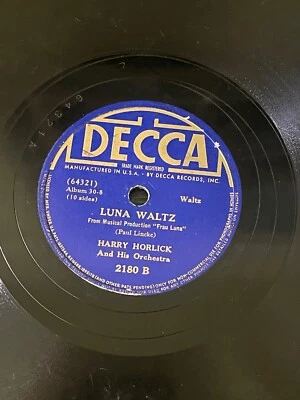 64321A
DECCA
TRADE MARK REGISTERED
MANUFACTURED IN U.S.A. - BY DECCA RECORDS, INC.
(64321)
Album 30-8
(10 sides)
Waltz
LUNA WALTZ
From Musical Production "Frau Luna"
(Paul Lincke)
HARRY HORLICK
And His Orchestra
2180 B